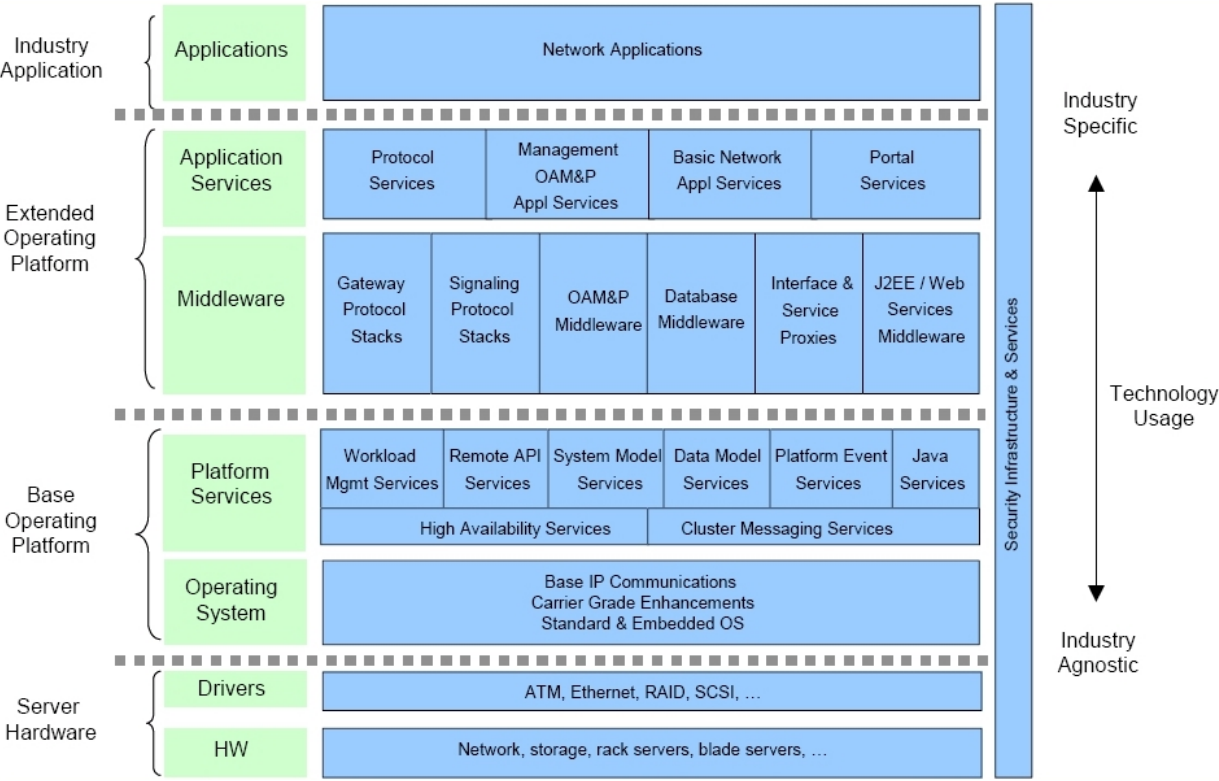 Industry
Application
Applications
Network Applications
Industry
Specific
Extended
Operating
Platform
Application
Services
Protocol
Services
Management
OAM&P
Appl Services
Basic Network
Appl Services
Portal
Services
Middleware
Gateway
Protocol
Stacks
Signaling
Protocol
Stacks
OAM&P
Middleware
Database
Middleware
Interface &
Service
Proxies
J2EE / Web
Services
Middleware
Security Infrastructure & Services
Technology
Usage
Base
Operating
Platform
Platform
Services
Workload
Mgmt Services
Remote API
Services
System Model
Services
Data Model
Services
Platform Event
Services
Java
Services
High Availability Services
Cluster Messaging Services
Operating
System
Base IP Communications
Carrier Grade Enhancements
Standard & Embedded OS
Industry
Agnostic
Server
Hardware
Drivers
ATM, Ethernet, RAID, SCSI, ...
HW
Network, storage, rack servers, blade servers, ...